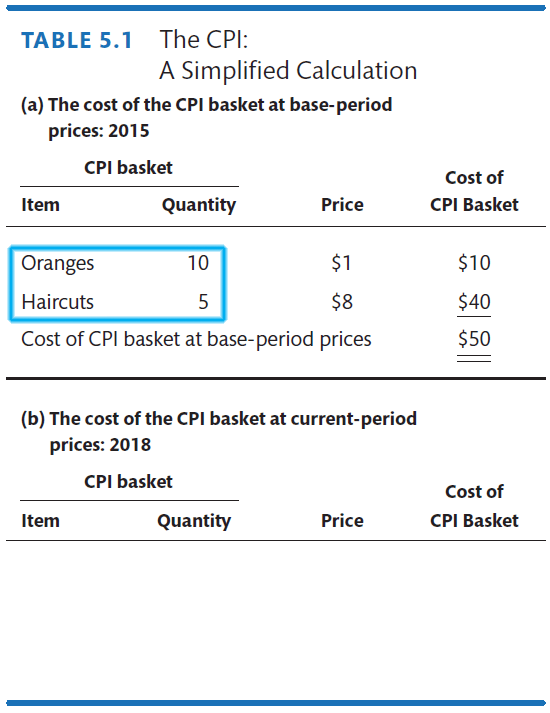 TABLE 5.1 The CPI:
A Simplified Calculation
(a) The cost of the CPI basket at base-period
prices: 2015
CPI basket
Cost of
Item Quantity Price CPI Basket
Oranges 10 $1 $10
Haircuts 5 $8 $40
Cost of CPI basket at base-period prices $50
(b) The cost of the CPI basket at current-period
prices: 2018
CPI basket
Cost of
Item Quantity Price CPI Basket